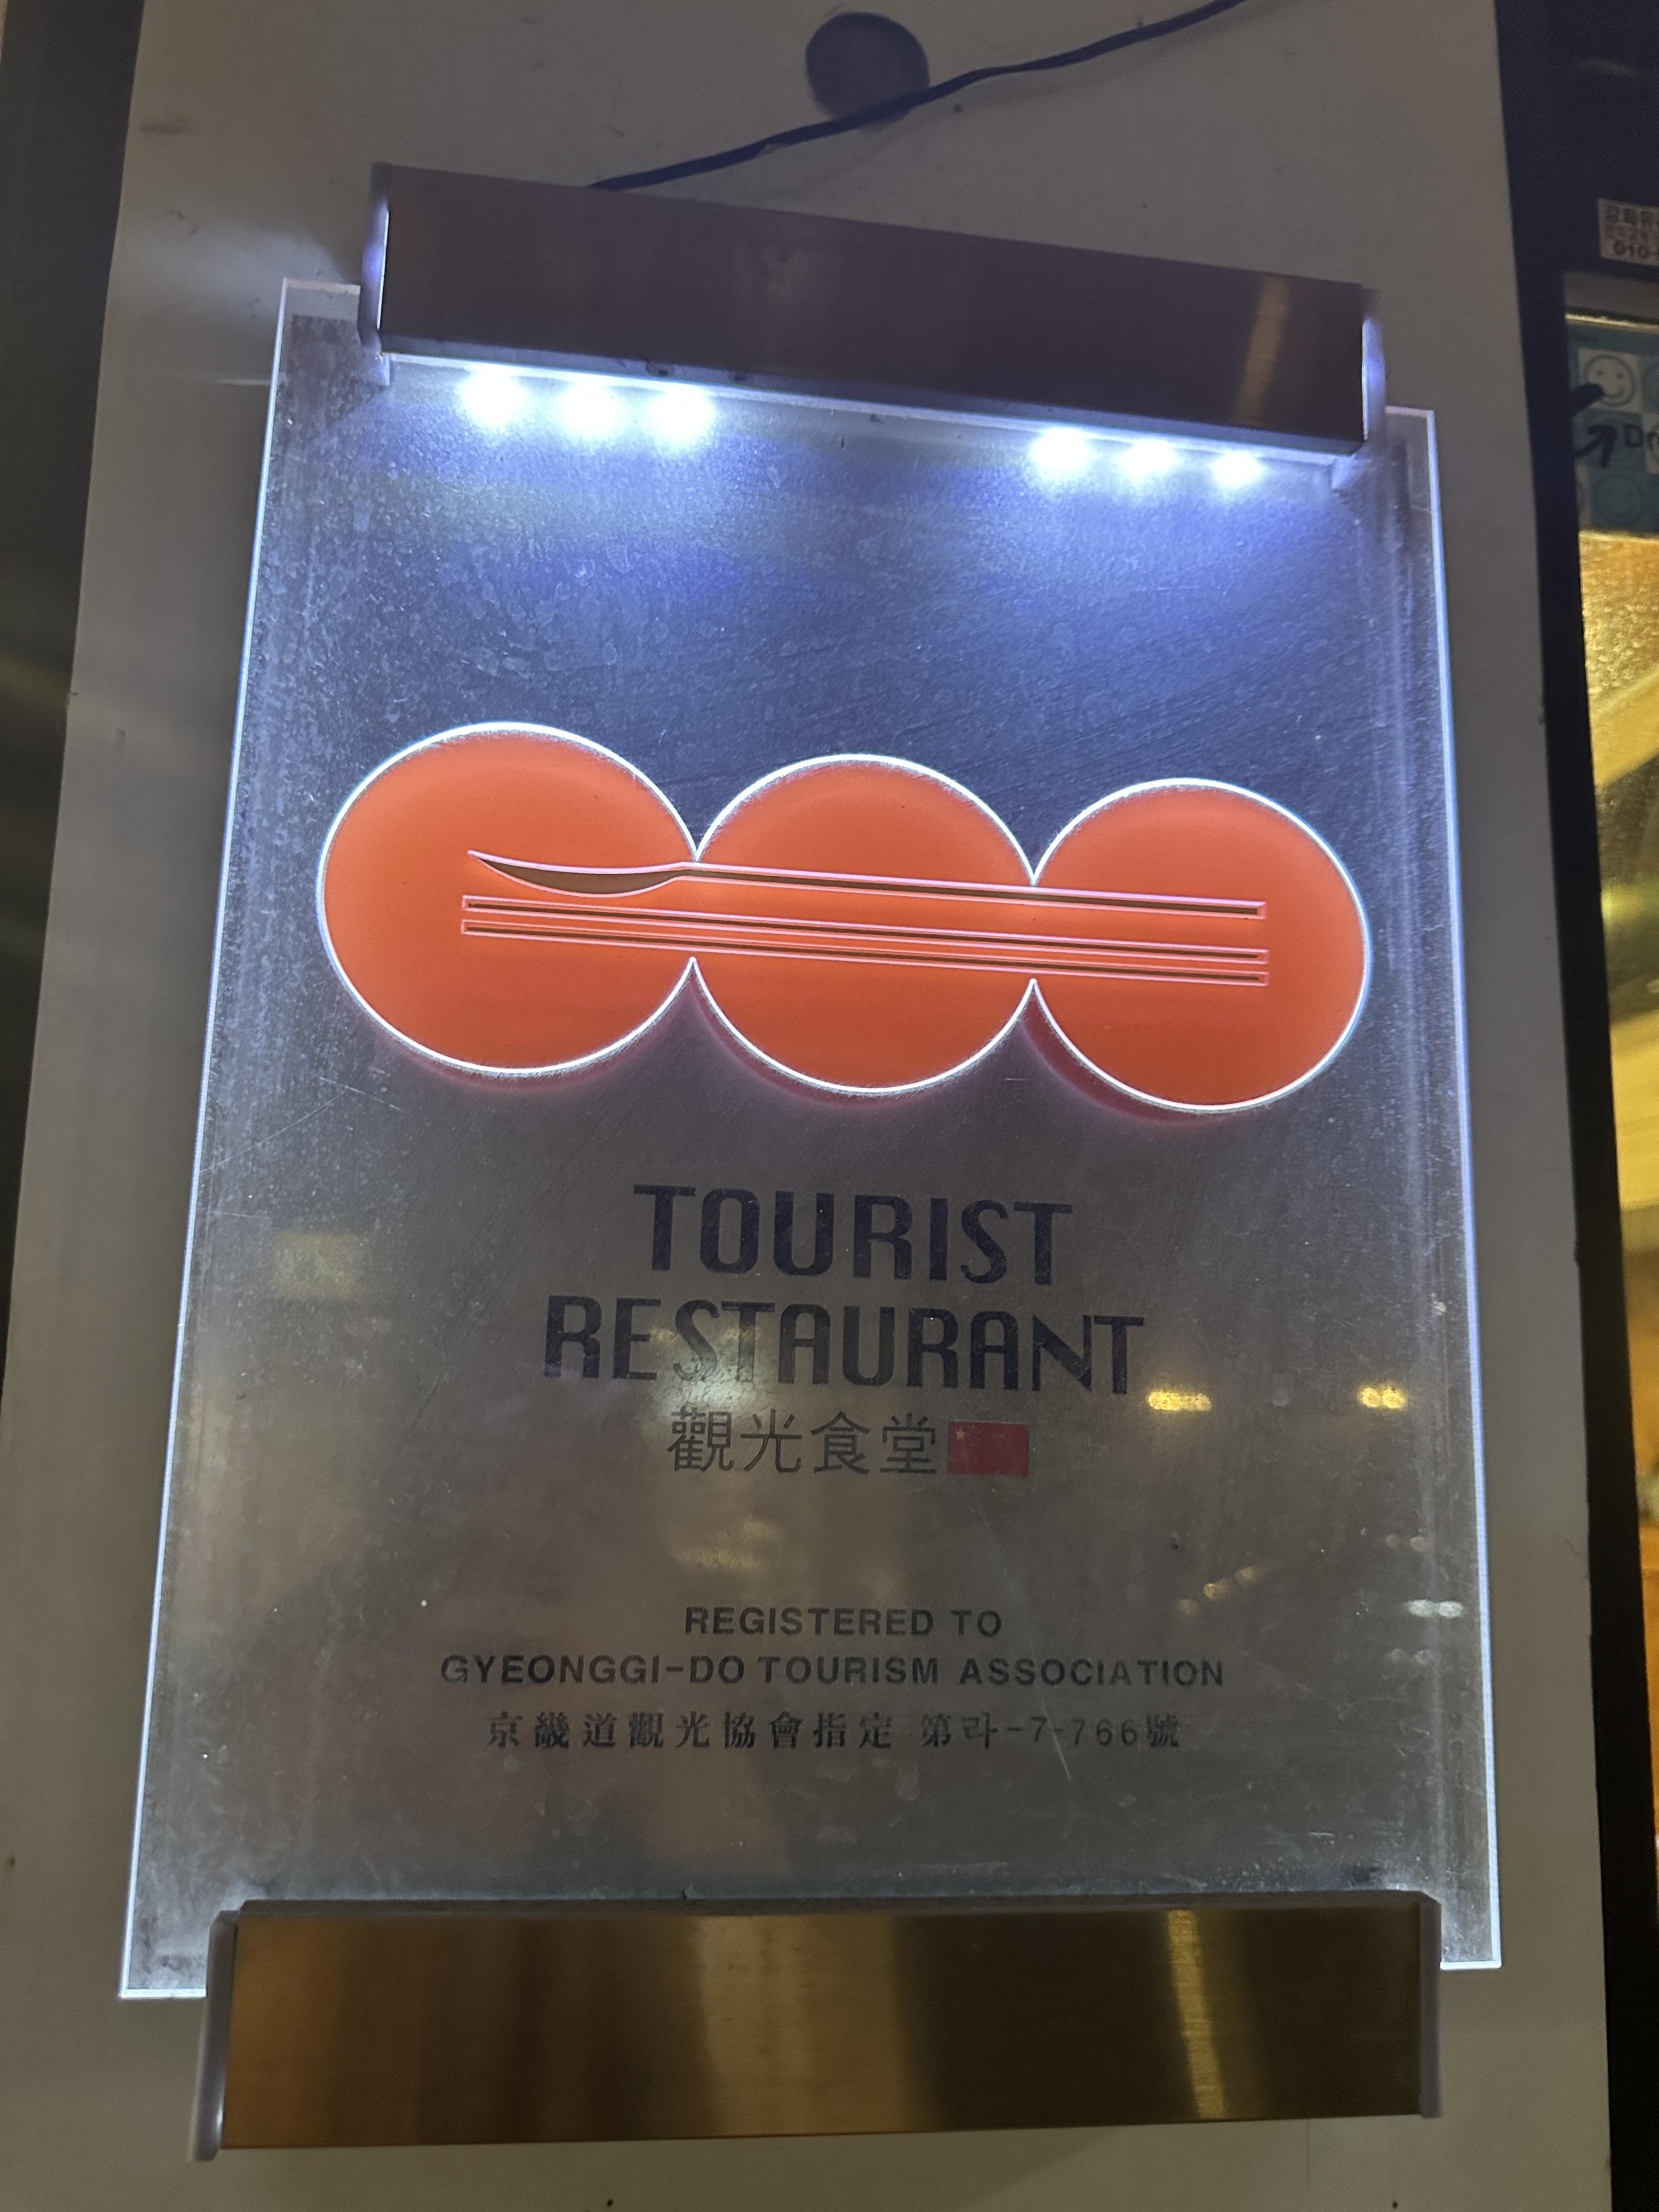 TOURIST
RESTAURANT
觀光食堂
REGISTERED TO
GYEONGGI-DO TOURISM ASSOCIATION
京畿道觀光協會指定 第라-7-766號
010-